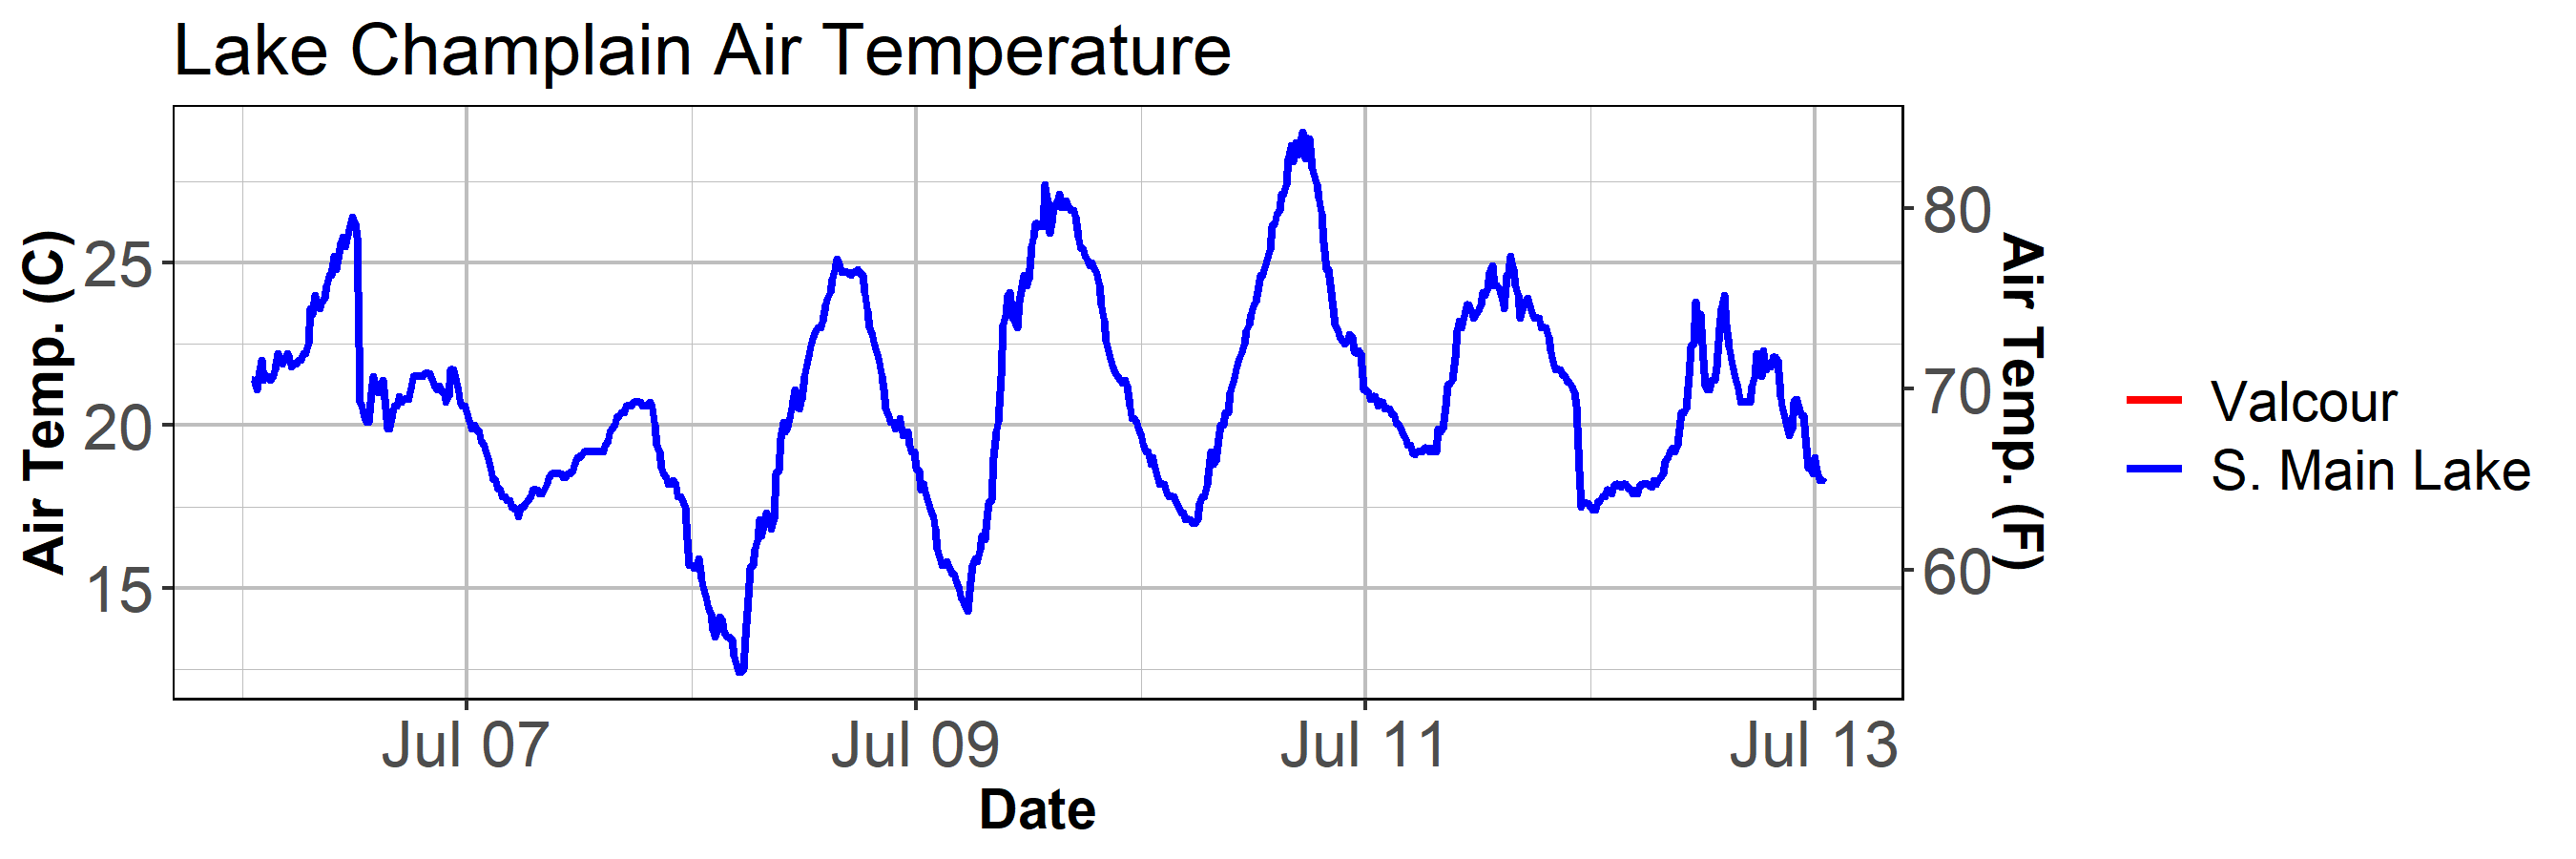 Lake Champlain Air Temperature
Air Temp. (C)
25
20
15
80
70
60
Air Temp. (F)
Jul 07
Jul 09
Jul 11
Jul 13
Date
Valcour
S. Main Lake